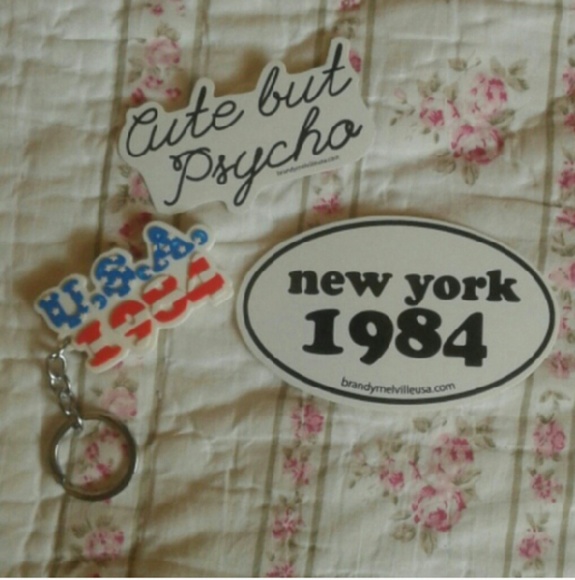 Cute but
Psycho
brandymelvilleusa.com
U.S.A.
1984
new york
1984
brandymelvilleusa.com